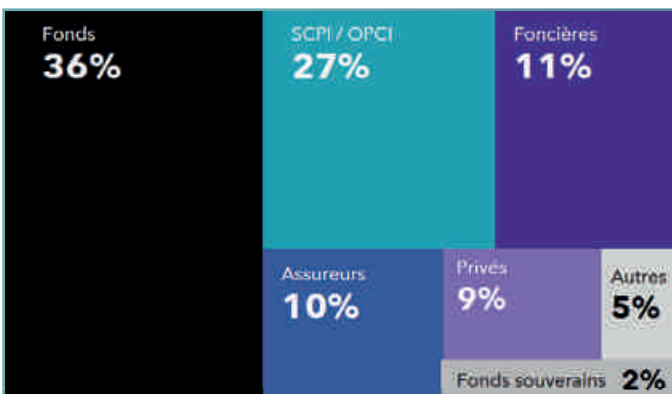 Fonds
36%
SCPI / OPCI
27%
Foncières
11%
Assureurs
10%
Privés
9%
Autres
5%
Fonds souverains 2%